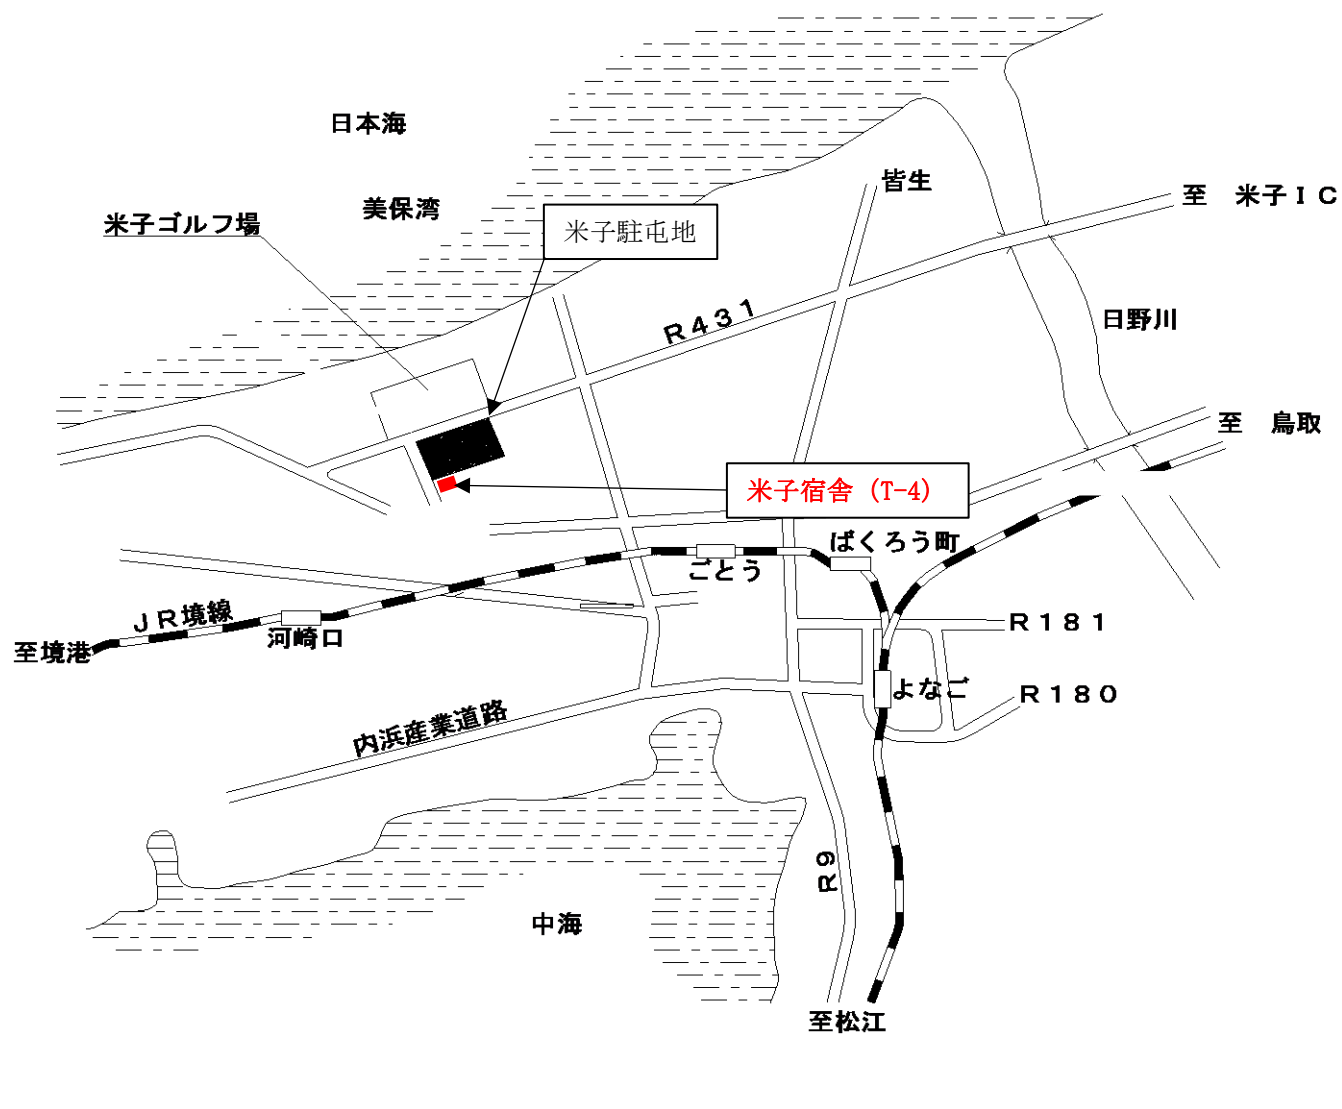 日本海
皆生
至　米子ＩＣ
美保湾
米子ゴルフ場
米子駐屯地
Ｒ４３１
日野川
至　鳥取
米子宿舎（T-4）
ばくろう町
ごとう
ＪＲ境線
河崎口
Ｒ１８１
至境港
よなご
Ｒ１８０
内浜産業道路
Ｒ９
中海
至松江